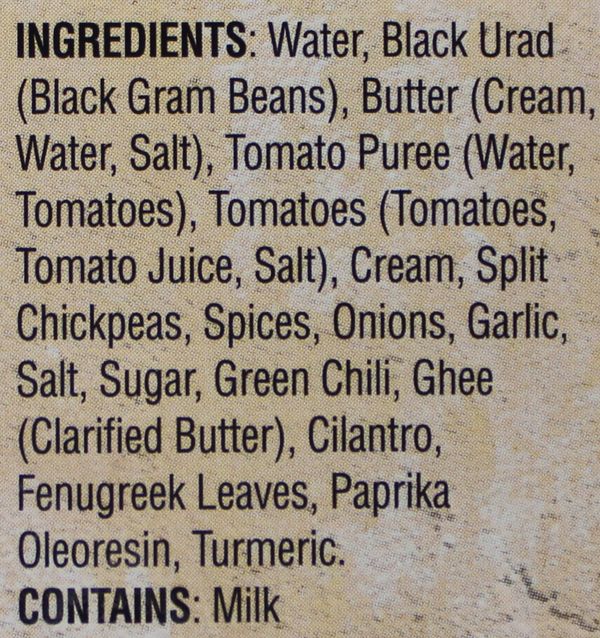 INGREDIENTS: Water, Black Urad
(Black Gram Beans), Butter (Cream,
Water, Salt), Tomato Puree (Water,
Tomatoes), Tomatoes (Tomatoes,
Tomato Juice, Salt), Cream, Split
Chickpeas, Spices, Onions, Garlic,
Salt, Sugar, Green Chili, Ghee
(Clarified Butter), Cilantro,
Fenugreek Leaves, Paprika
Oleoresin, Turmeric.
CONTAINS: Milk